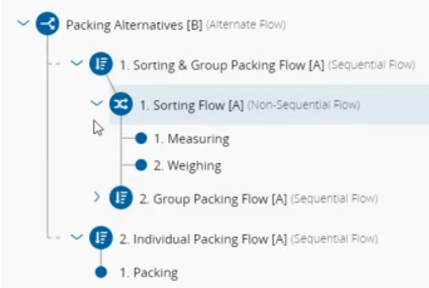 Packing Alternatives [B] (Alternate Flow)
1. Sorting & Group Packing Flow [A] (Sequential Flow)
1. Sorting Flow [A] (Non-Sequential Flow)
1. Measuring
2. Weighing
2. Group Packing Flow [A] (Sequential Flow)
2. Individual Packing Flow [A] (Sequential Flow)
1. Packing